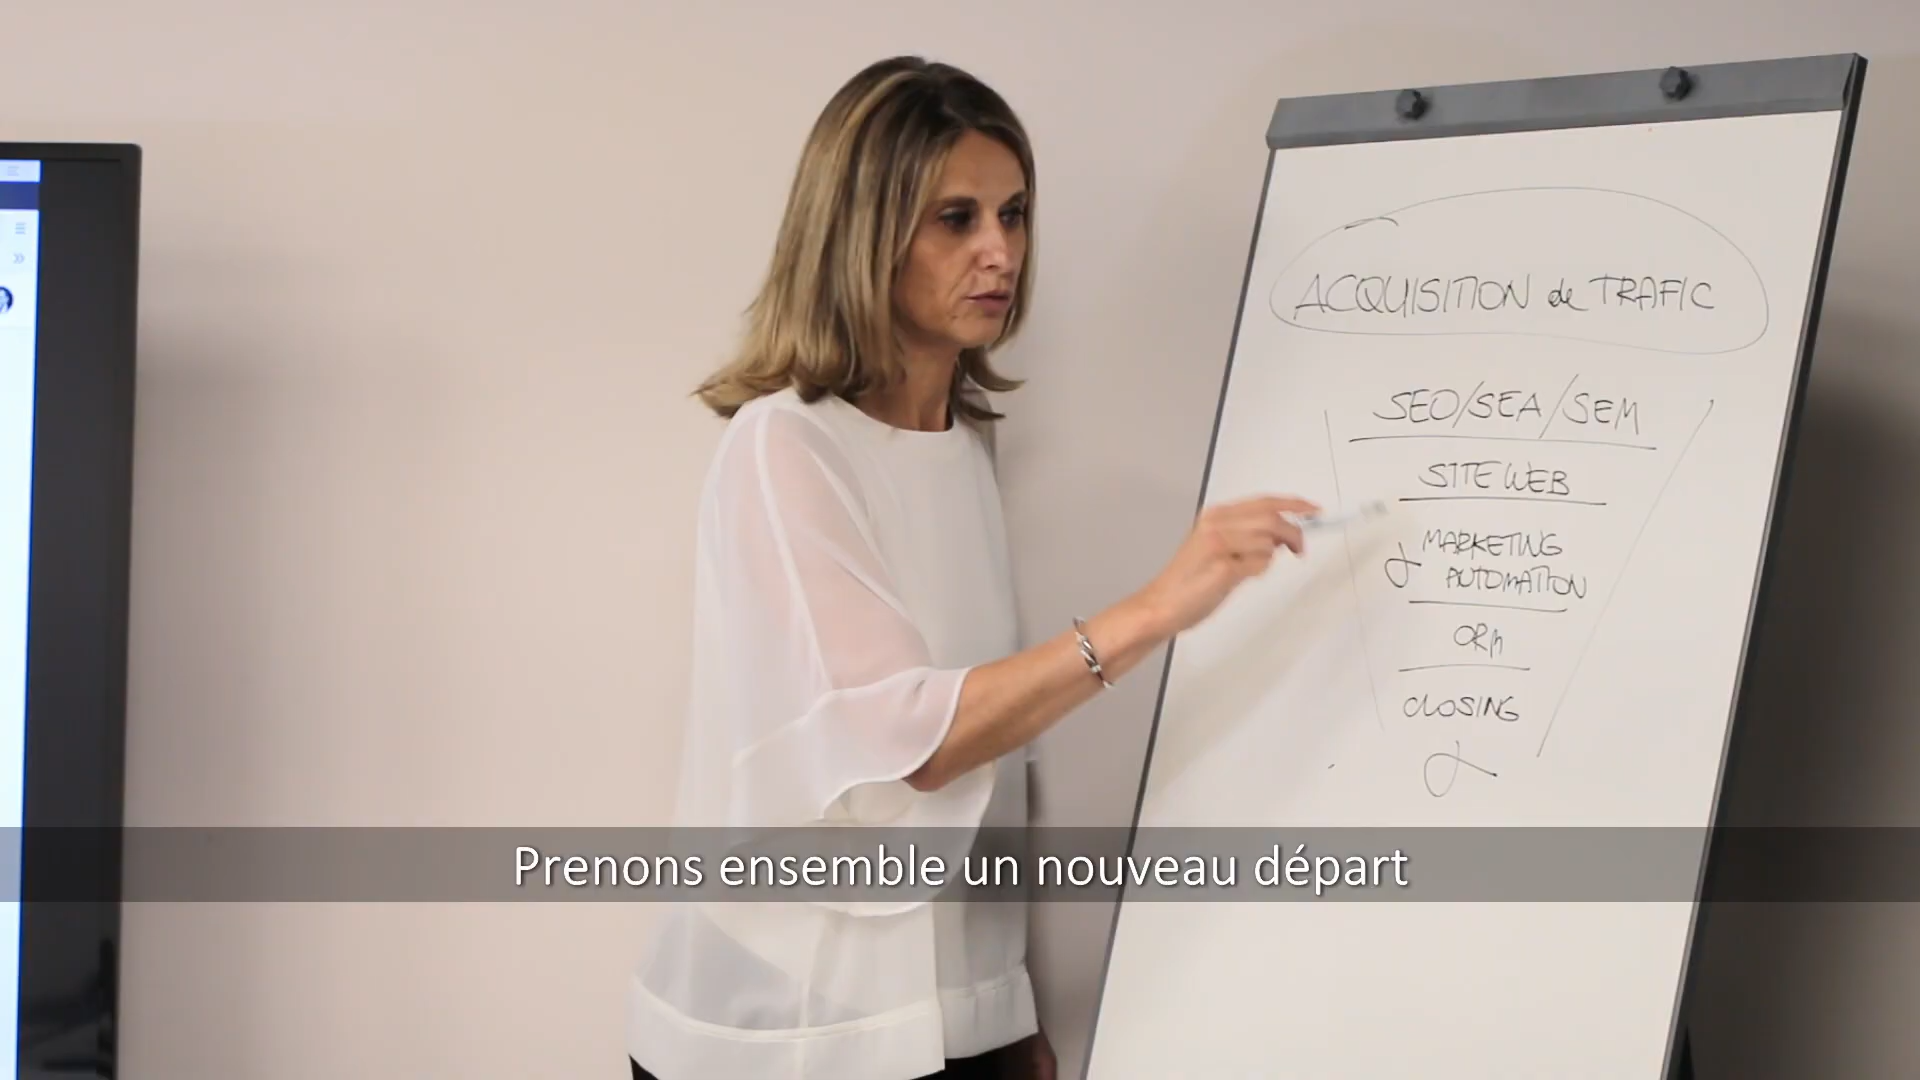 ACQUISITION de TRAFIC
SEO/SEA/SEM
SITE WEB
MARKETING
AUTOMATION
CRM
CLOSING
Prenons ensemble un nouveau départ